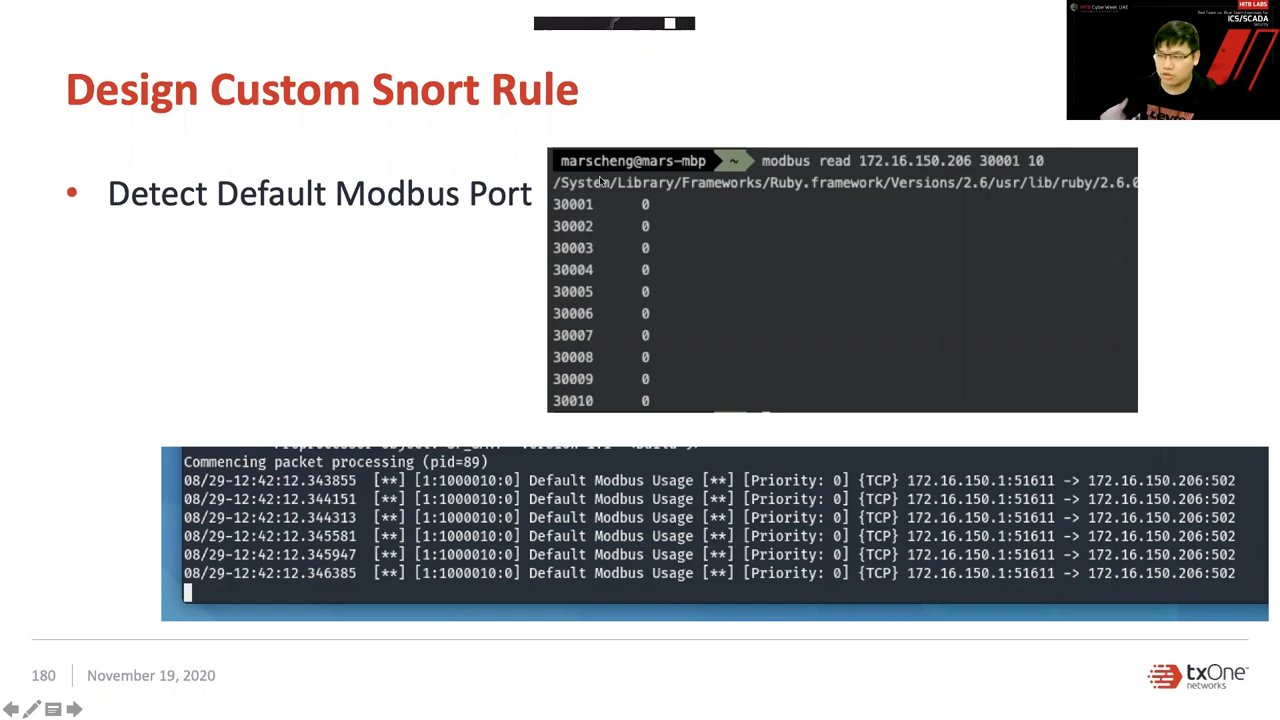 HITB CyberWeek UAE
HITB LABS
Red Team vs. Blue Team Exercises for
ICS/SCADA
Security
Design Custom Snort Rule
• Detect Default Modbus Port
marscheng@mars-mbp ~ modbus read 172.16.150.206 30001 10
/System/Library/Frameworks/Ruby.framework/Versions/2.6/usr/lib/ruby/2.6.0
30001 0
30002 0
30003 0
30004 0
30005 0
30006 0
30007 0
30008 0
30009 0
30010 0
Commencing packet processing (pid=89)
08/29-12:42:12.343855 [**] [1:1000010:0] Default Modbus Usage [**] [Priority: 0] {TCP} 172.16.150.1:51611 -> 172.16.150.206:502
08/29-12:42:12.344151 [**] [1:1000010:0] Default Modbus Usage [**] [Priority: 0] {TCP} 172.16.150.1:51611 -> 172.16.150.206:502
08/29-12:42:12.344313 [**] [1:1000010:0] Default Modbus Usage [**] [Priority: 0] {TCP} 172.16.150.1:51611 -> 172.16.150.206:502
08/29-12:42:12.345581 [**] [1:1000010:0] Default Modbus Usage [**] [Priority: 0] {TCP} 172.16.150.1:51611 -> 172.16.150.206:502
08/29-12:42:12.345947 [**] [1:1000010:0] Default Modbus Usage [**] [Priority: 0] {TCP} 172.16.150.1:51611 -> 172.16.150.206:502
08/29-12:42:12.346385 [**] [1:1000010:0] Default Modbus Usage [**] [Priority: 0] {TCP} 172.16.150.1:51611 -> 172.16.150.206:502
180
November 19, 2020
txOne
networks